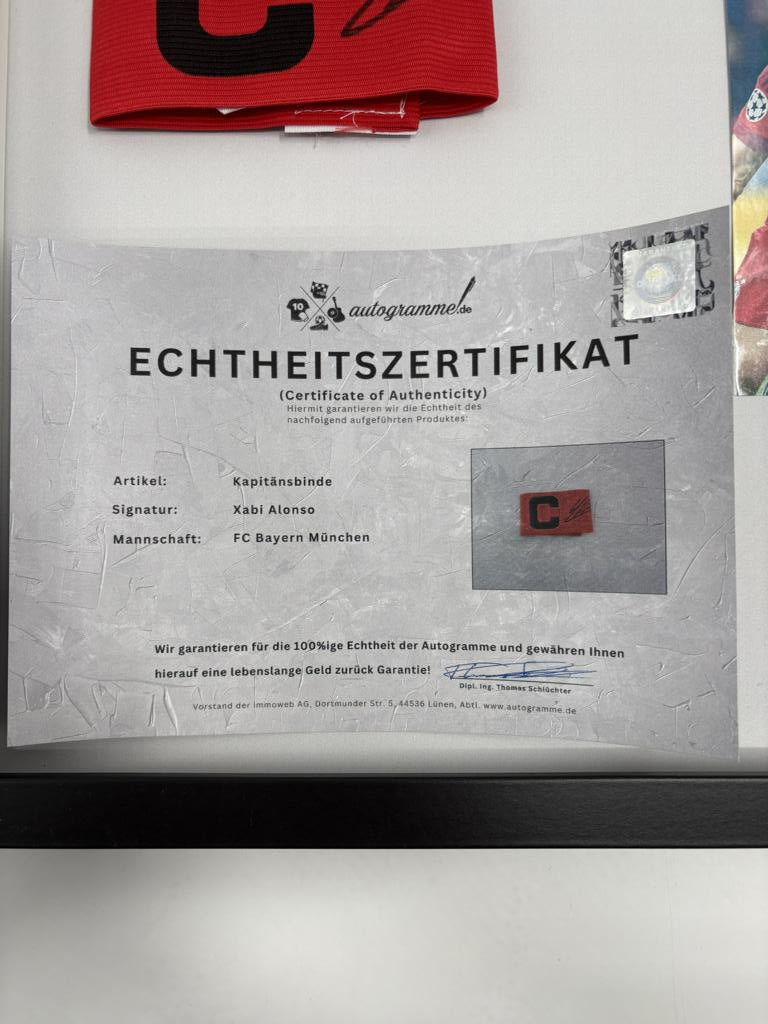 C
10
autogramme.de
ECHTHEITSZERTIFIKAT
(Certificate of Authenticity)
Hiermit garantieren wir die Echtheit des
nachfolgend aufgeführten Produktes:
Artikel: Kapitänsbinde
Signatur: Xabi Alonso
Mannschaft: FC Bayern München
C
Wir garantieren für die 100%ige Echtheit der Autogramme und gewähren Ihnen
hierauf eine lebenslange Geld zurück Garantie!
Dipl. Ing. Thomas Schlüchter
Vorstand der immoweb AG, Dortmunder Str. 5, 44536 Lünen, Abtl. www.autogramme.de